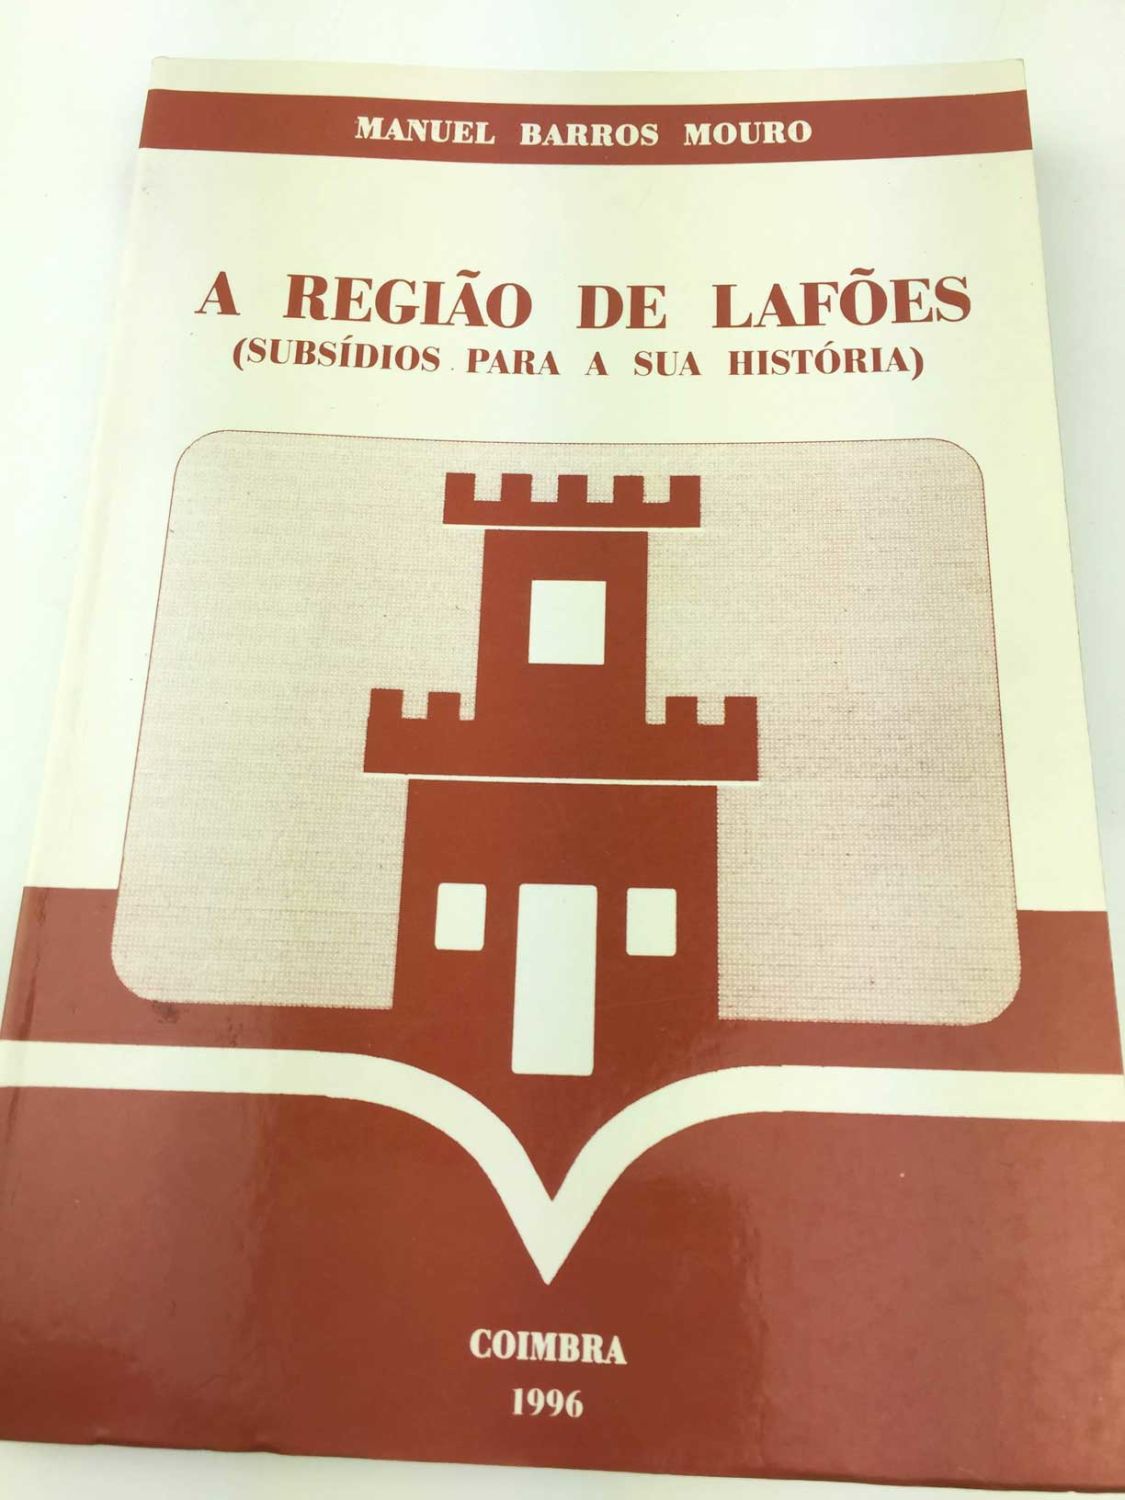 MANUEL BARROS MOURO
A REGIÃO DE LAFÕES
(SUBSÍDIOS PARA A SUA HISTÓRIA)
COIMBRA
1996